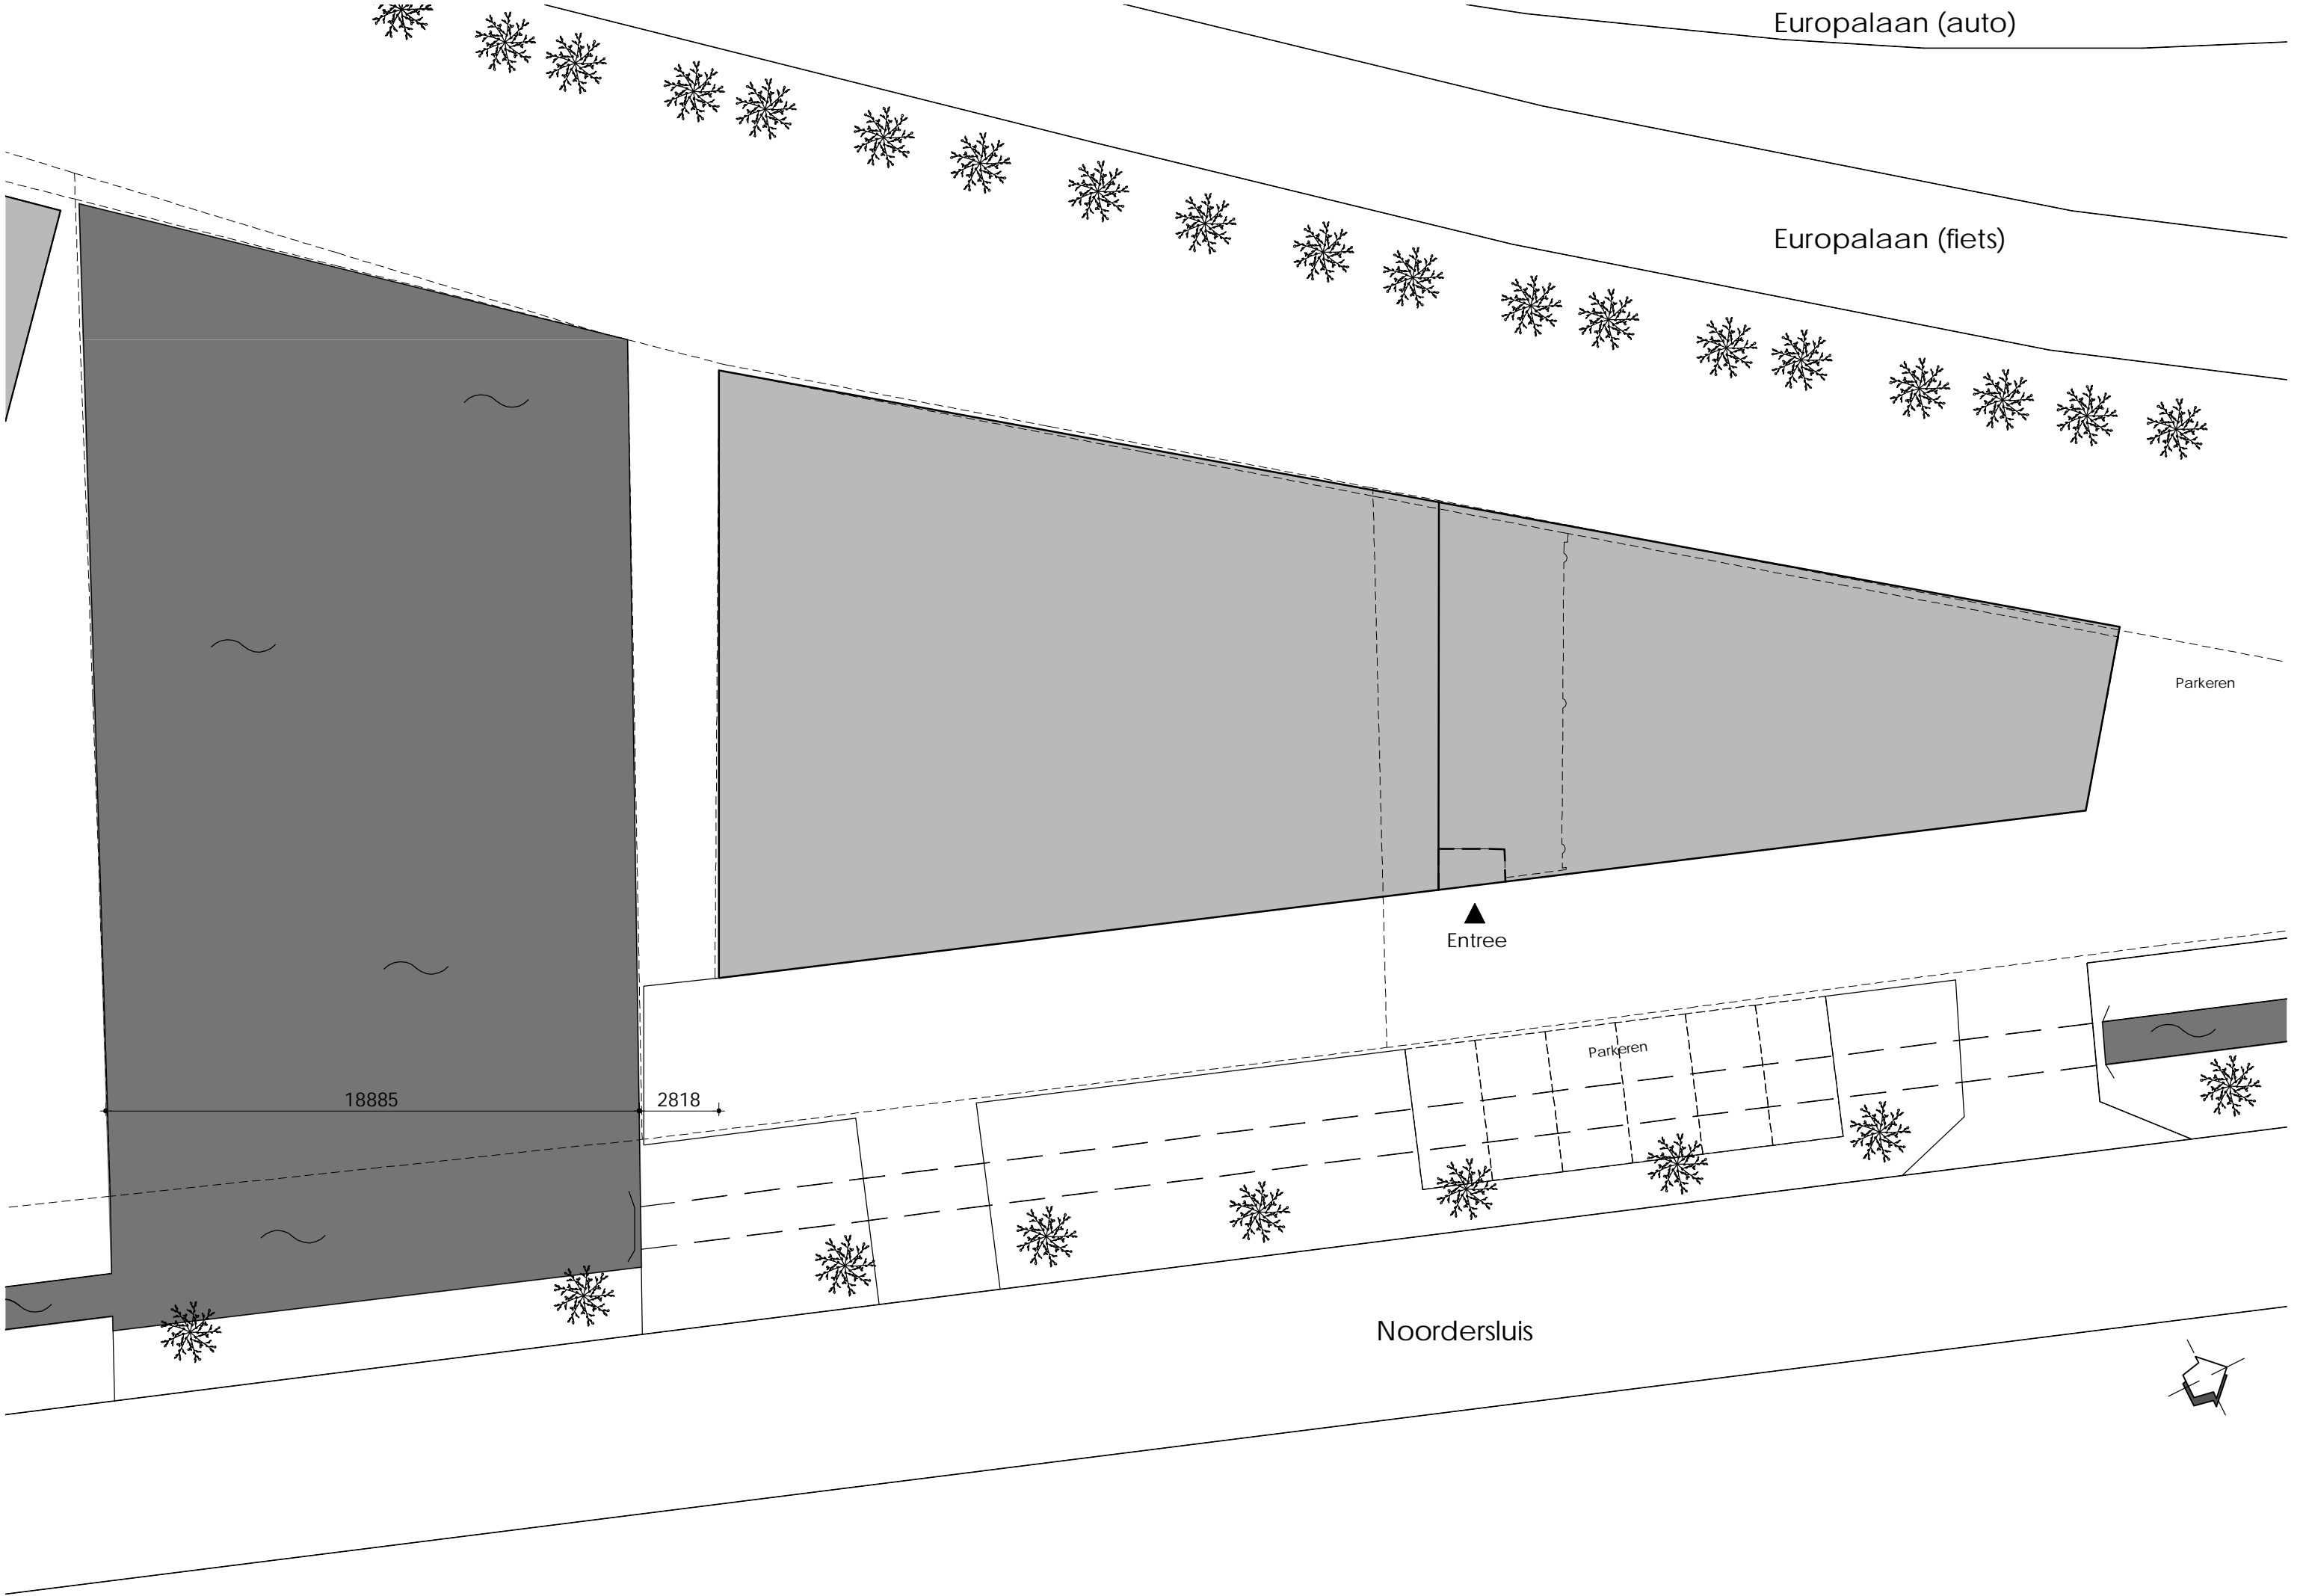 Europalaan (auto)
Europalaan (fiets)
Parkeren
Entree
Parkeren
18885
2818
Noordersluis